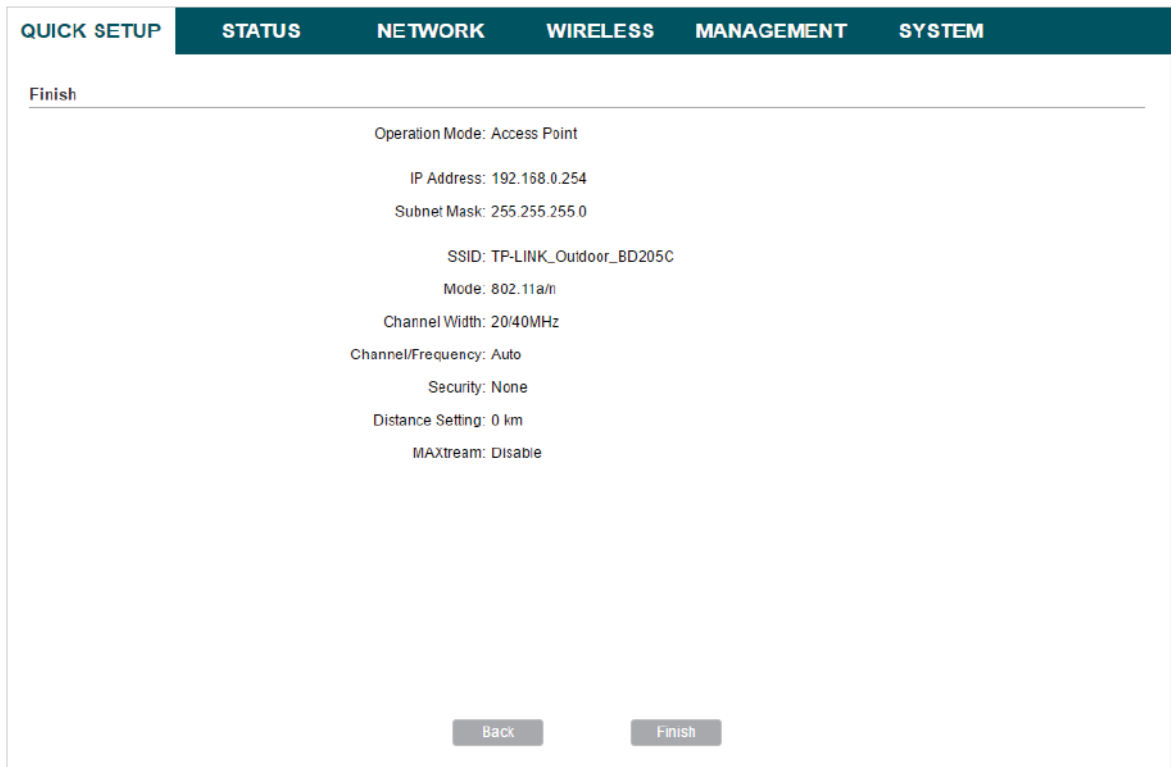 QUICK SETUP STATUS NETWORK WIRELESS MANAGEMENT SYSTEM
Finish
Operation Mode: Access Point
IP Address: 192.168.0.254
Subnet Mask: 255.255.255.0
SSID: TP-LINK_Outdoor_BD205C
Mode: 802.11a/n
Channel Width: 20/40MHz
Channel/Frequency: Auto
Security: None
Distance Setting: 0 km
MAXtream: Disable
Back Finish